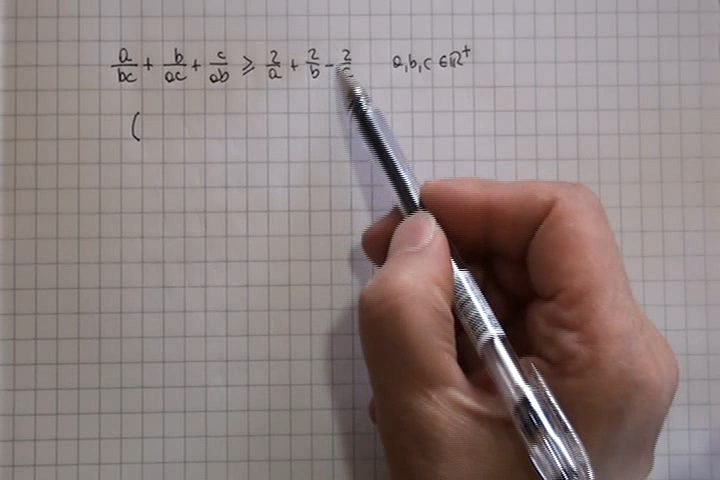 a/bc + b/ac + c/ab ⩾ 2/a + 2/b - 2/c a,b,c ∈ ℝ⁺
(